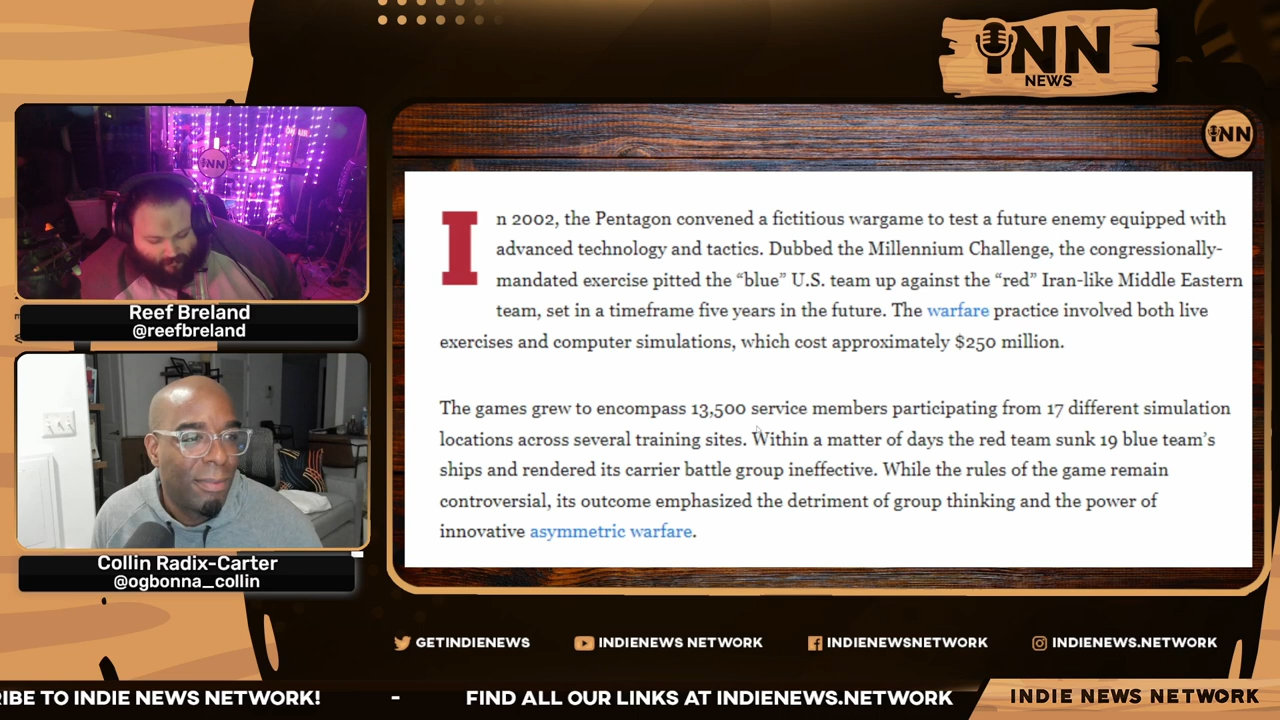 INN
NEWS
INN
INN
Reef Breland
@reefbreland
Collin Radix-Carter
@ogbonna_collin
In 2002, the Pentagon convened a fictitious wargame to test a future enemy equipped with
advanced technology and tactics. Dubbed the Millennium Challenge, the congressionally-
mandated exercise pitted the “blue” U.S. team up against the “red” Iran-like Middle Eastern
team, set in a timeframe five years in the future. The warfare practice involved both live
exercises and computer simulations, which cost approximately $250 million.
The games grew to encompass 13,500 service members participating from 17 different simulation
locations across several training sites. Within a matter of days the red team sunk 19 blue team’s
ships and rendered its carrier battle group ineffective. While the rules of the game remain
controversial, its outcome emphasized the detriment of group thinking and the power of
innovative asymmetric warfare.
GETINDIENEWS
INDIENEWS NETWORK
INDIENEWSNETWORK
INDIENEWS.NETWORK
RIBE TO INDIE NEWS NETWORK! - FIND ALL OUR LINKS AT INDIENEWS.NETWORK
INDIE NEWS NETWORK